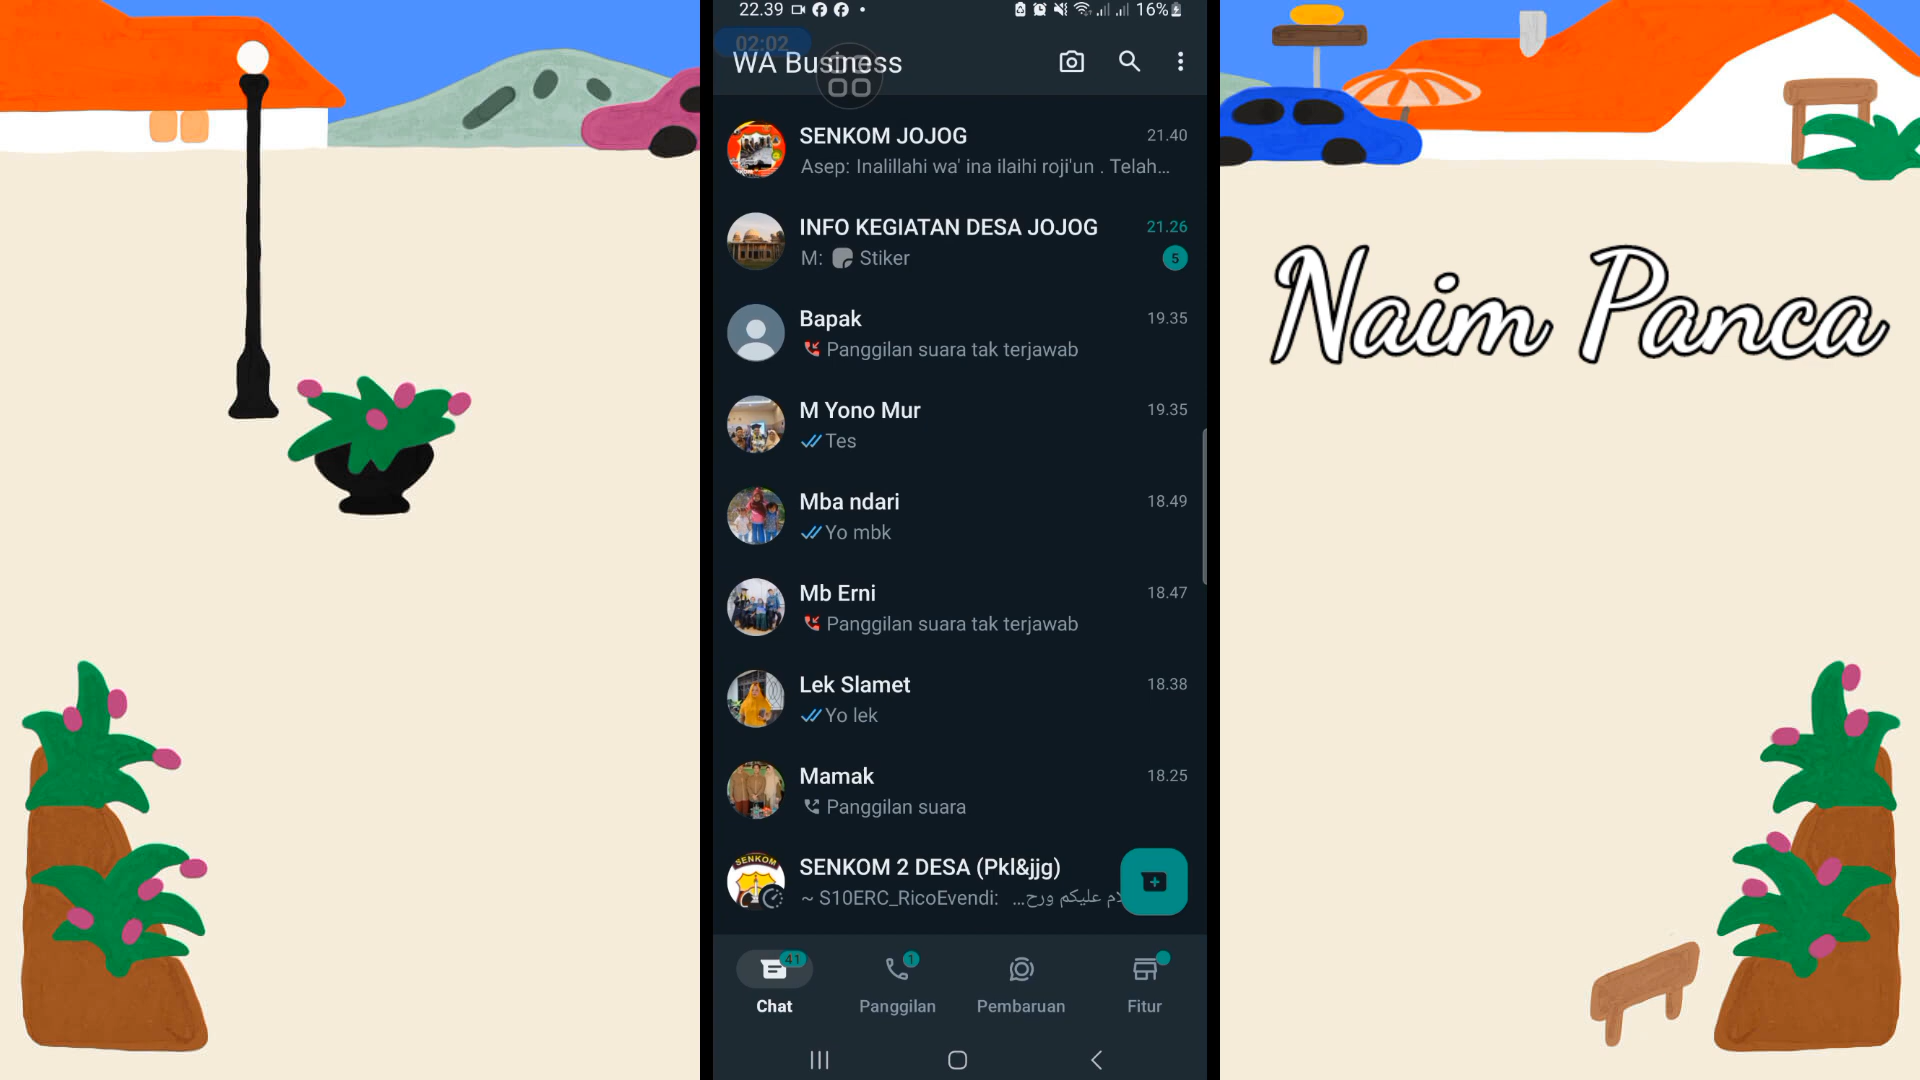 22.39
16%
02:02
WA Business
SENKOM JOJOG 21.40
Asep: Inalillahi wa' ina ilaihi roji'un . Telah...
INFO KEGIATAN DESA JOJOG 21.26
M: Stiker 5
Bapak 19.35
Panggilan suara tak terjawab
M Yono Mur 19.35
Tes
Mba ndari 18.49
Yo mbk
Mb Erni 18.47
Panggilan suara tak terjawab
Lek Slamet 18.38
Yo lek
Mamak 18.25
Panggilan suara
SENKOM
SENKOM 2 DESA (Pkl&jjg)
~ S10ERC_RicoEvendi: عليكم ورح...
41 1
Chat Panggilan Pembaruan Fitur
Naim Panca